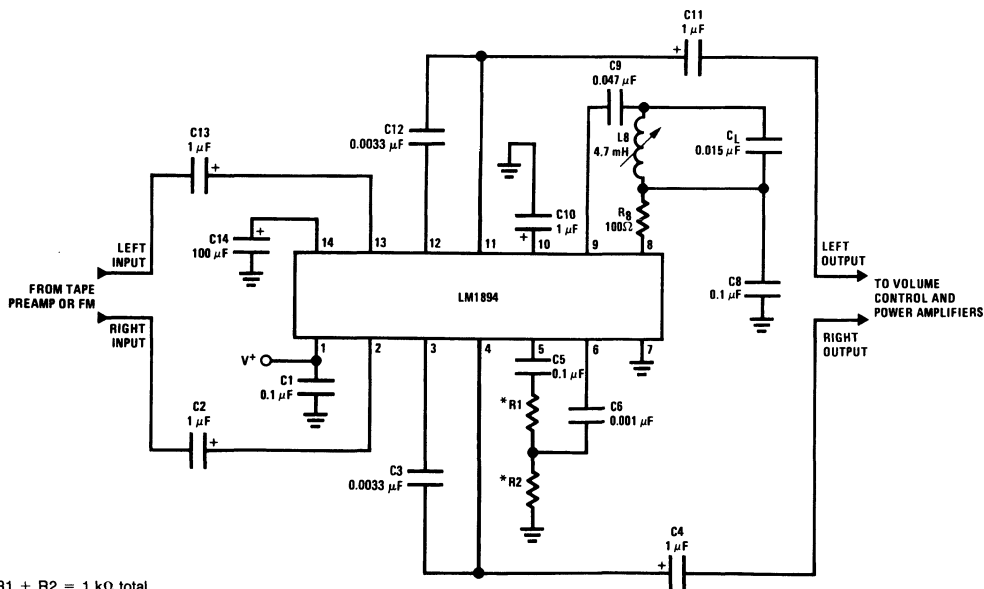 C11
1 μF
+
C9
0.047 μF
C12
0.0033 μF
L8
4.7 mH
CL
0.015 μF
C13
1 μF
+
C10
1 μF
+
R8
100Ω
C14
100 μF
+
14 13 12 11 10 9 8
LEFT
INPUT
LEFT
OUTPUT
FROM TAPE
PREAMP OR FM
LM1894
C8
0.1 μF
TO VOLUME
CONTROL AND
POWER AMPLIFIERS
RIGHT
INPUT
RIGHT
OUTPUT
1 2 3 4 5 6 7
V+
C1
0.1 μF
C5
0.1 μF
*R1
C6
0.001 μF
C2
1 μF
+
C3
0.0033 μF
*R2
C4
1 μF
+
R1 + R2 = 1 kΩ total